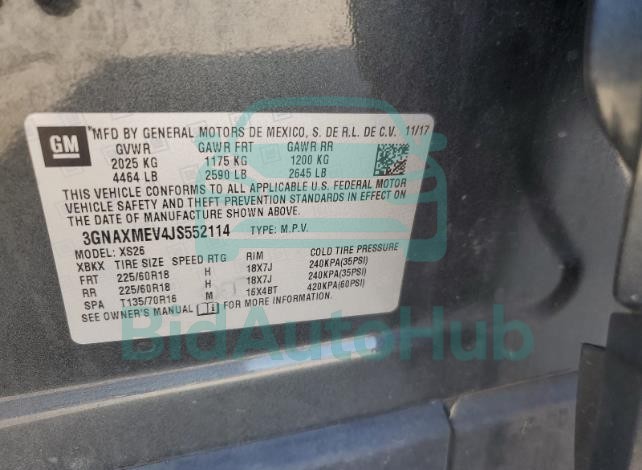 GM
MFD BY GENERAL MOTORS DE MEXICO, S. DE R.L. DE C.V. 11/17
GVWR GAWR FRT GAWR RR
2025 KG 1175 KG 1200 KG
4464 LB 2590 LB 2645 LB
THIS VEHICLE CONFORMS TO ALL APPLICABLE U.S. FEDERAL MOTOR
VEHICLE SAFETY AND THEFT PREVENTION STANDARDS IN EFFECT ON THE
DATE OF MANUFACTURE SHOWN ABOVE.
3GNAXMEV4JS552114 TYPE: M.P.V.
MODEL: XS26
XBKX TIRE SIZE SPEED RTG RIM COLD TIRE PRESSURE
FRT 225/60R18 H 18X7J 240KPA(35PSI)
RR 225/60R18 H 18X7J 240KPA(35PSI)
SPA T135/70R16 M 16X4BT 420KPA(60PSI)
SEE OWNER'S MANUAL FOR MORE INFORMATION.
BidAutoHub